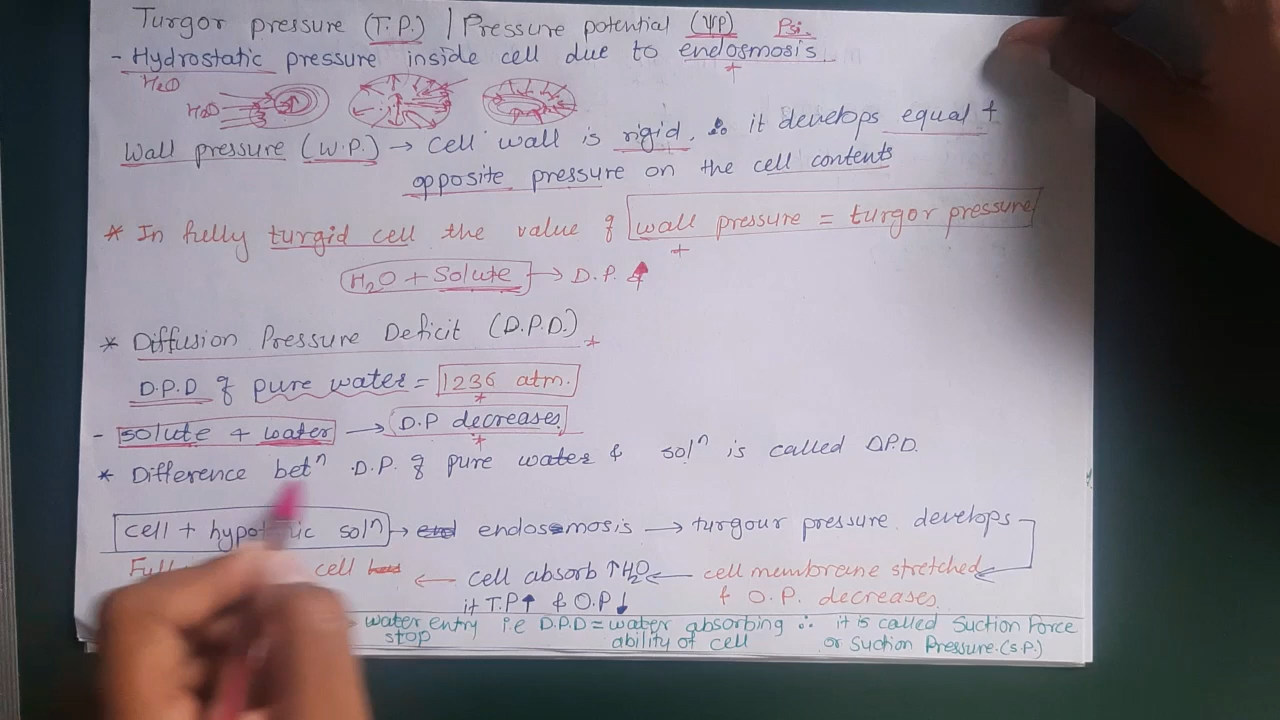 Turgor pressure (T.P.) | Pressure potential (ψP) Psi.
- Hydrostatic pressure inside cell due to endosmosis.
H2O
H2O
Wall pressure (W.P.) → Cell wall is rigid. so it develops equal +
opposite pressure on the cell contents
* In fully turgid cell the value of wall pressure = turgor pressure
H2O + Solute → D.P. ↑
* Diffusion Pressure Deficit (D.P.D.)
D.P.D of pure water = 1236 atm.
- solute + water → D.P decreases
* Difference betn D.P. of pure water & soln is called D.P.D.
cell + soln → endosmosis → turgour pressure develops
cell ← cell absorb ↑H2O ← cell membrane stretched
it T.P↑ & O.P↓ & O.P. decreases.
water entry i.e D.P.D = water absorbing ∴ it is called Suction Force
stop ability of cell or Suction Pressure.(S.P.)